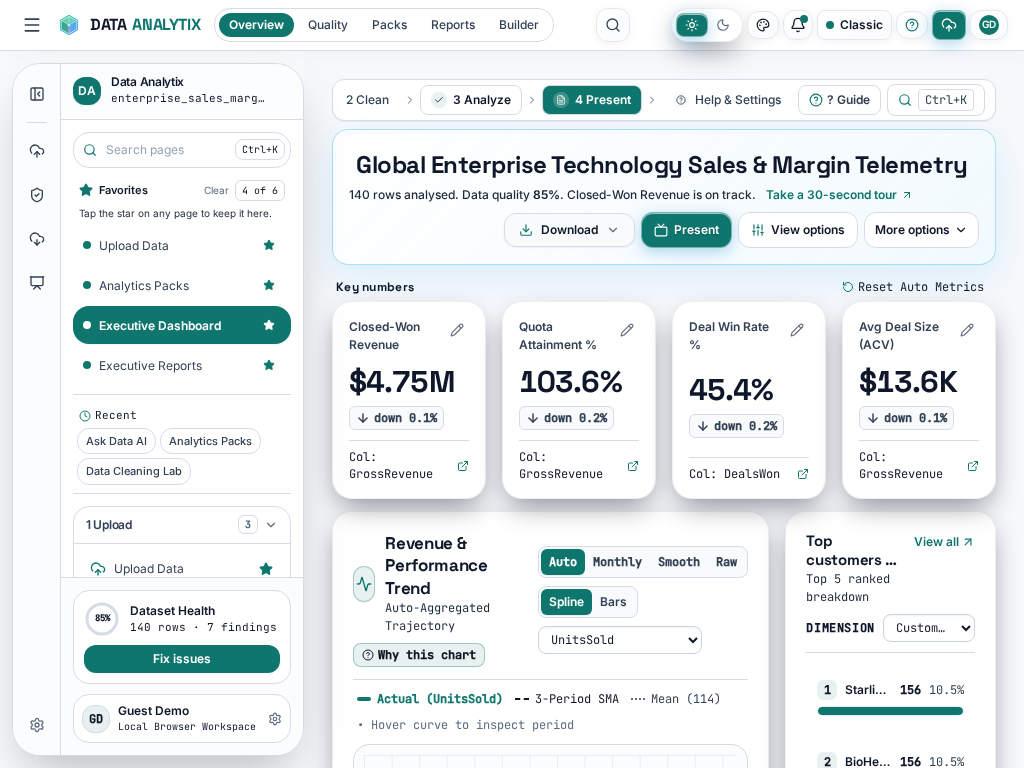 DATA ANALYTIX
Overview
Quality
Packs
Reports
Builder
Classic
GD
DA
Data Analytix
enterprise_sales_marg…
Search pages
Ctrl+K
Favorites
Clear
4 of 6
Tap the star on any page to keep it here.
Upload Data
Analytics Packs
Executive Dashboard
Executive Reports
Recent
Ask Data AI
Analytics Packs
Data Cleaning Lab
1 Upload
3
Upload Data
85%
Dataset Health
140 rows · 7 findings
Fix issues
GD
Guest Demo
Local Browser Workspace
2 Clean
3 Analyze
4 Present
Help & Settings
? Guide
Ctrl+K
Global Enterprise Technology Sales & Margin Telemetry
140 rows analysed. Data quality 85%. Closed-Won Revenue is on track. Take a 30-second tour
Download
Present
View options
More options
Key numbers
Reset Auto Metrics
Closed-Won
Revenue
$4.75M
down 0.1%
Col:
GrossRevenue
Quota
Attainment %
103.6%
down 0.2%
Col:
GrossRevenue
Deal Win Rate
%
45.4%
down 0.2%
Col: DealsWon
Avg Deal Size
(ACV)
$13.6K
down 0.1%
Col:
GrossRevenue
Revenue &
Performance
Trend
Auto-Aggregated
Trajectory
Why this chart
Auto
Monthly
Smooth
Raw
Spline
Bars
UnitsSold
Actual (UnitsSold)
3-Period SMA
Mean (114)
• Hover curve to inspect period
Top
customers …
View all
Top 5 ranked
breakdown
DIMENSION
Custom…
1
Starli…
156
10.5%
2
BioHe…
156
10.5%